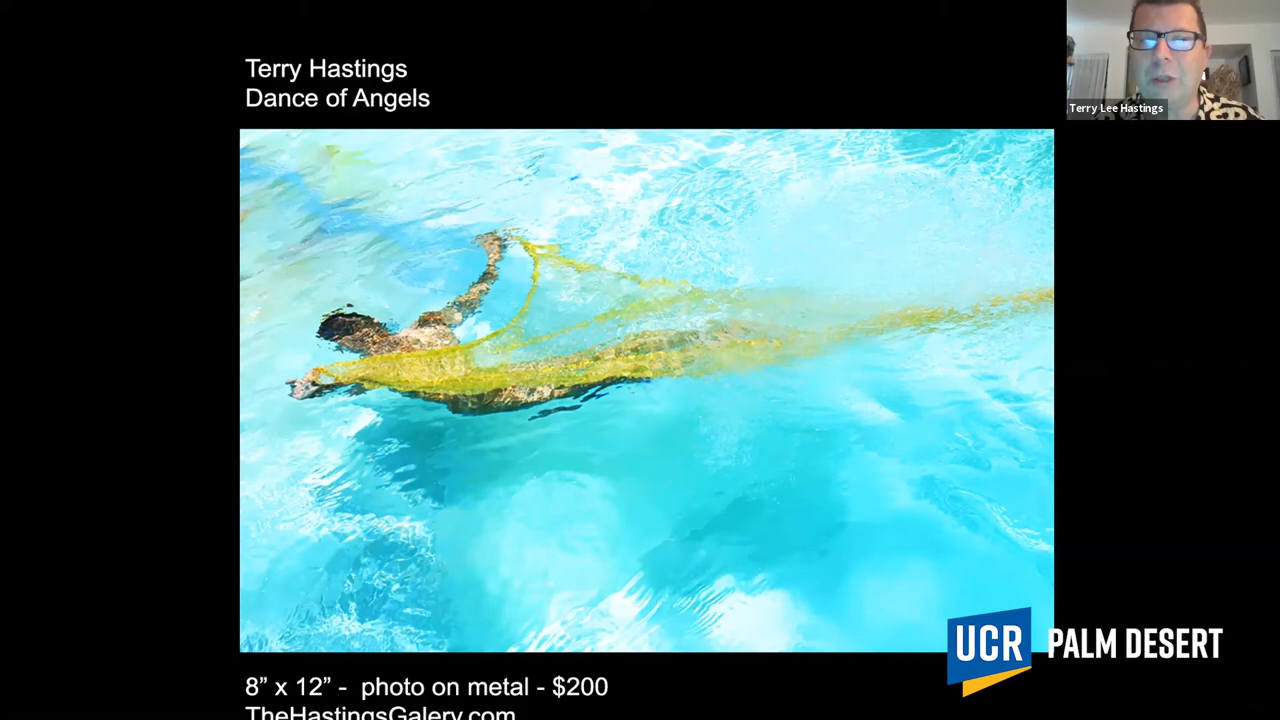 Terry Hastings
Dance of Angels
Terry Lee Hastings
UCR PALM DESERT
8” x 12” - photo on metal - $200
TheHastingsGalery.com